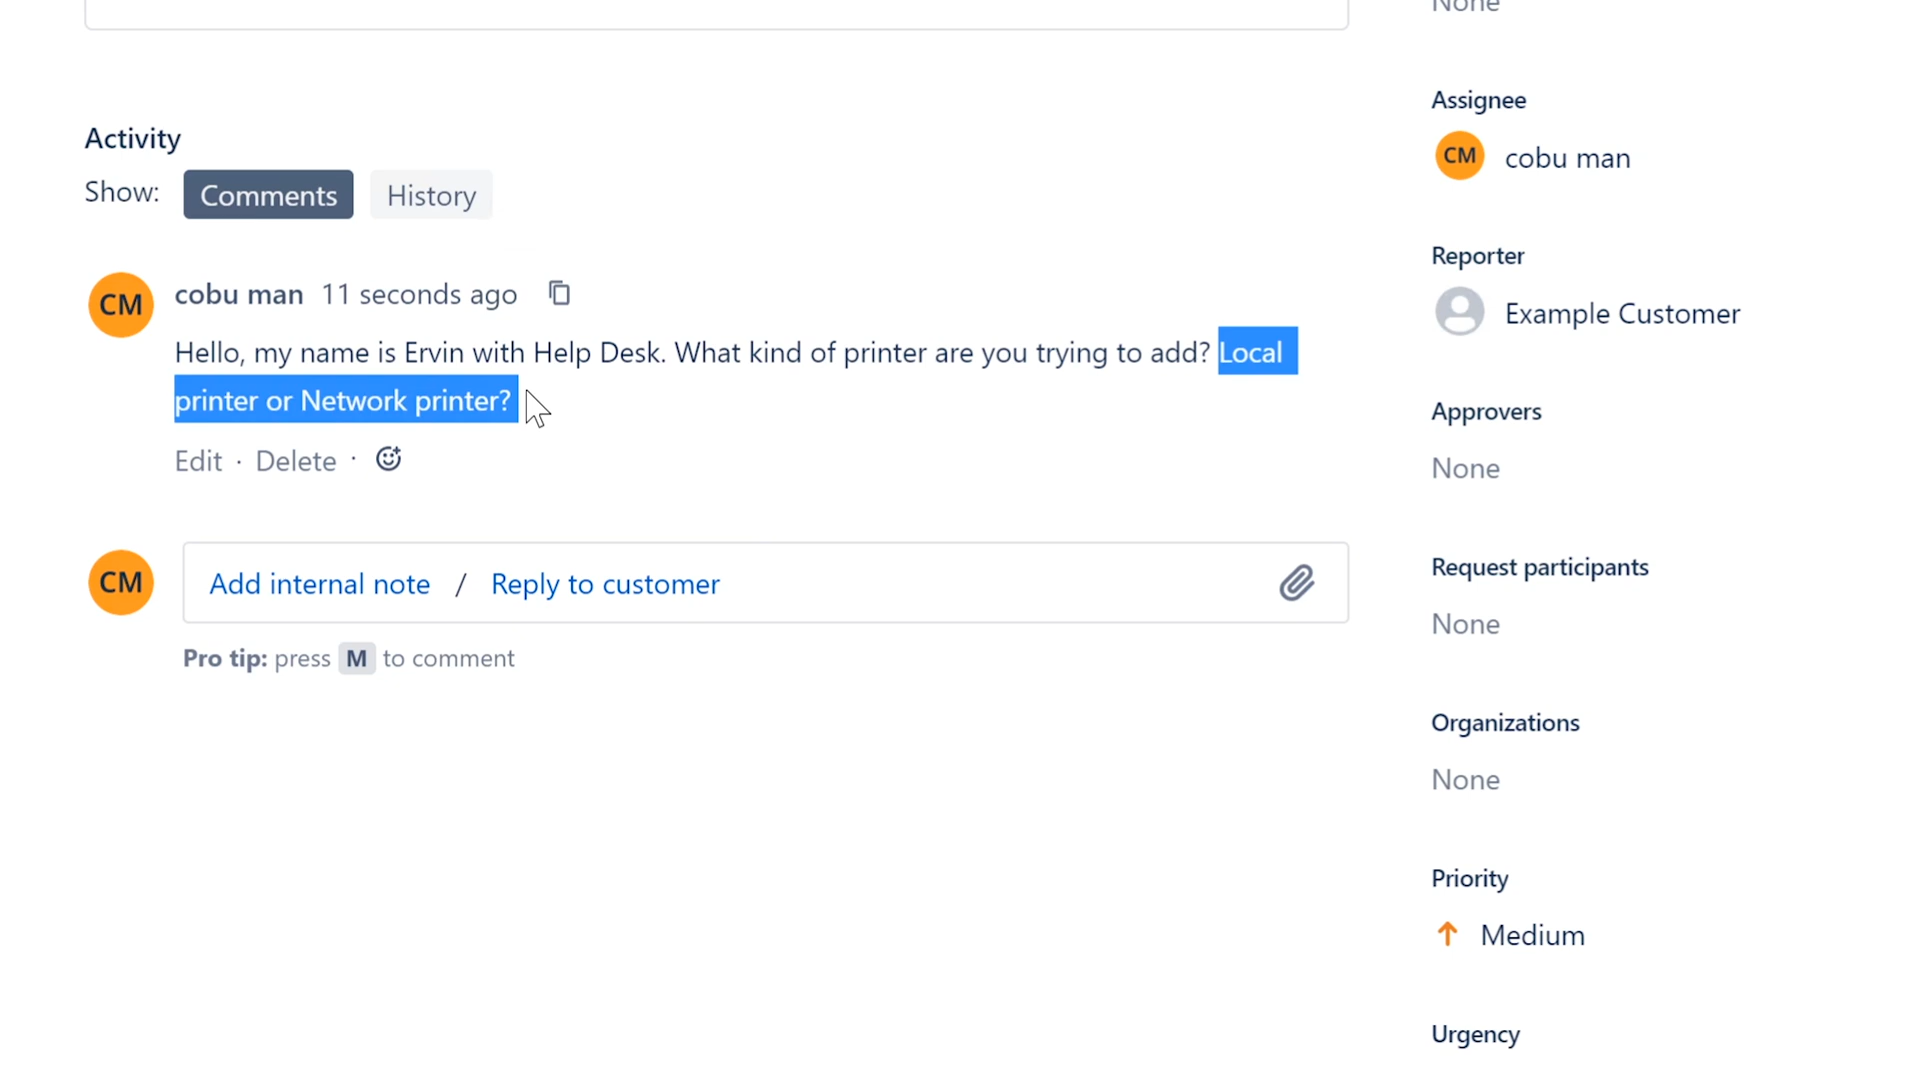 None
Activity
Show: Comments History
CM cobu man 11 seconds ago
Hello, my name is Ervin with Help Desk. What kind of printer are you trying to add? Local
printer or Network printer?
Edit · Delete ·
CM Add internal note / Reply to customer
Pro tip: press M to comment
Assignee
CM cobu man
Reporter
Example Customer
Approvers
None
Request participants
None
Organizations
None
Priority
Medium
Urgency